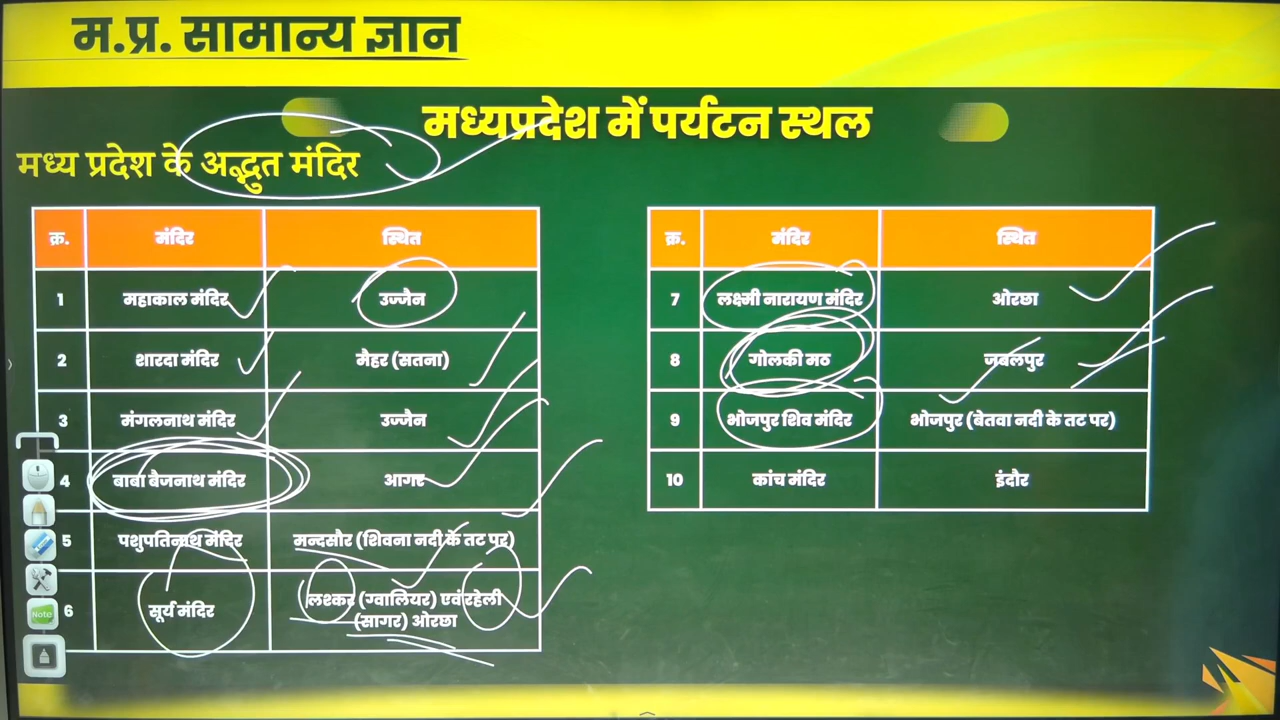 म.प्र. सामान्य ज्ञान
मध्यप्रदेश में पर्यटन स्थल
मध्य प्रदेश के अद्भुत मंदिर
क्र. मंदिर स्थित
1 महाकाल मंदिर उज्जैन
2 शारदा मंदिर मैहर (सतना)
3 मंगलनाथ मंदिर उज्जैन
4 बाबा बैजनाथ मंदिर आगर
5 पशुपतिनाथ मंदिर मन्दसौर (शिवना नदी के तट पर)
6 सूर्य मंदिर लश्कर (ग्वालियर) एवं रहेली
(सागर) ओरछा
क्र. मंदिर स्थित
7 लक्ष्मी नारायण मंदिर ओरछा
8 गोलकी मठ जबलपुर
9 भोजपुर शिव मंदिर भोजपुर (बेतवा नदी के तट पर)
10 कांच मंदिर इंदौर
Note